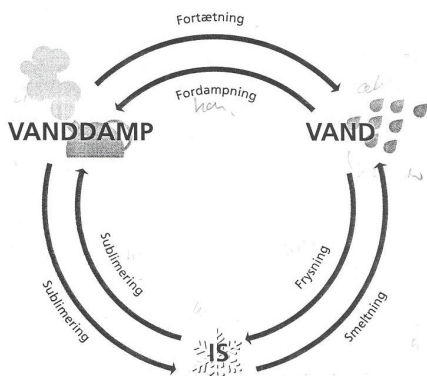 Fortætning
Fordampning
VANDDAMP
VAND
Sublimering
Sublimering
Frysning
Smeltning
IS